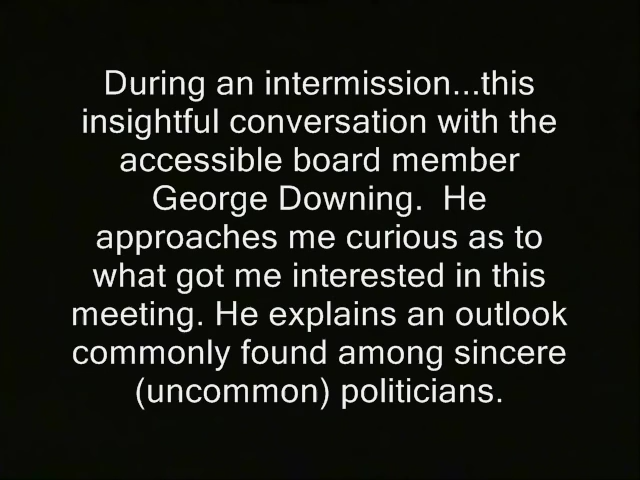 During an intermission...this
insightful conversation with the
accessible board member
George Downing.  He
approaches me curious as to
what got me interested in this
meeting. He explains an outlook
commonly found among sincere
(uncommon) politicians.